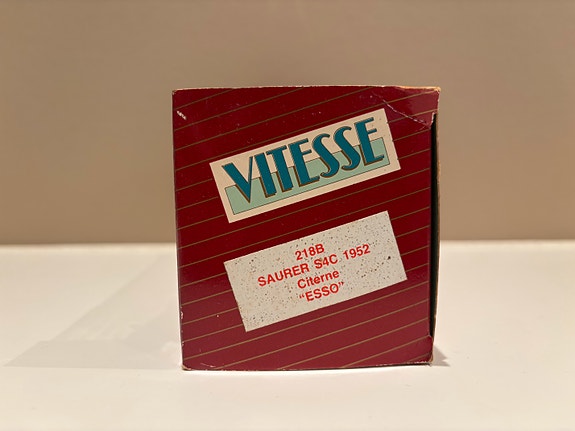 VITESSE
218B
SAURER S4C 1952
Citerne
"ESSO"